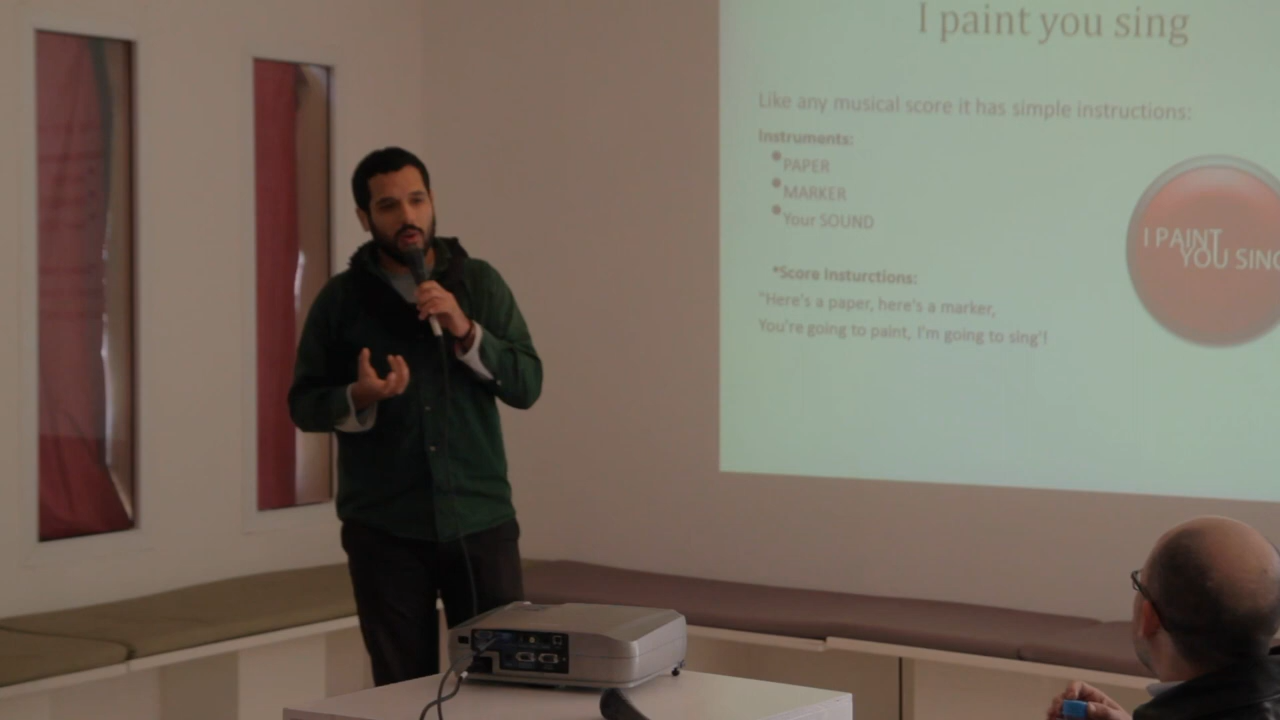 I paint you sing
Like any musical score it has simple instructions:
Instruments:
PAPER
MARKER
Your SOUND
I PAINT
YOU SING
*Score Insturctions:
"Here's a paper, here's a marker,
You're going to paint, I'm going to sing'!